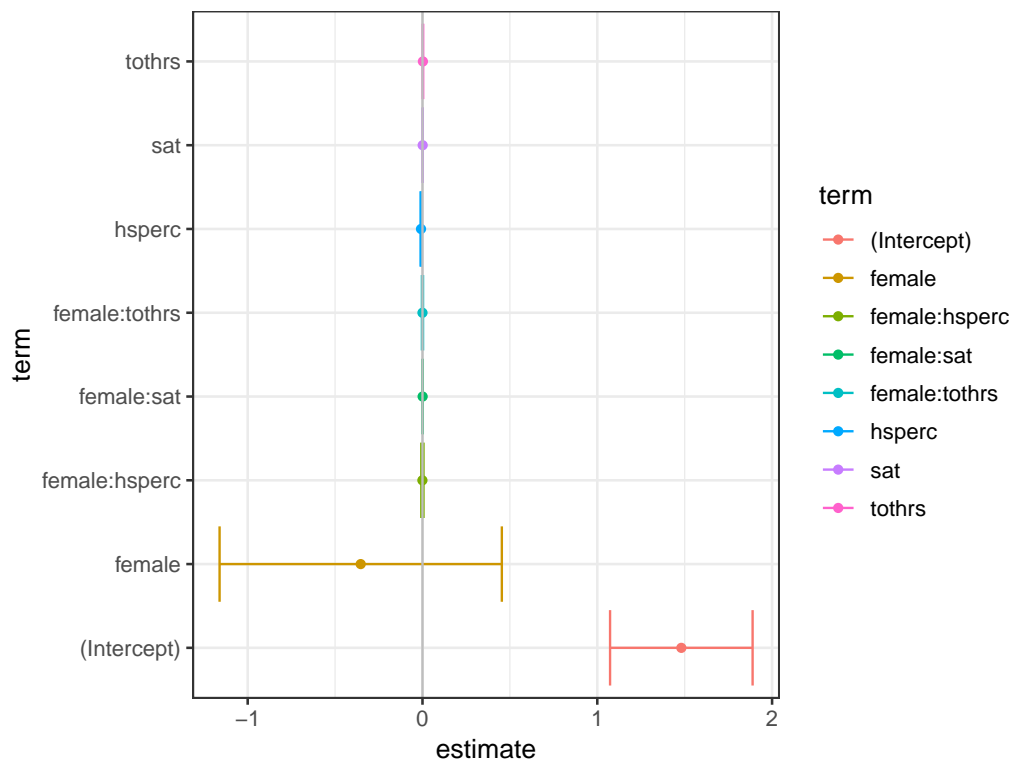 tothrs
sat
hsperc
female:tothrs
female:sat
female:hsperc
female
(Intercept)
term
−1
0
1
2
estimate
term
(Intercept)
female
female:hsperc
female:sat
female:tothrs
hsperc
sat
tothrs